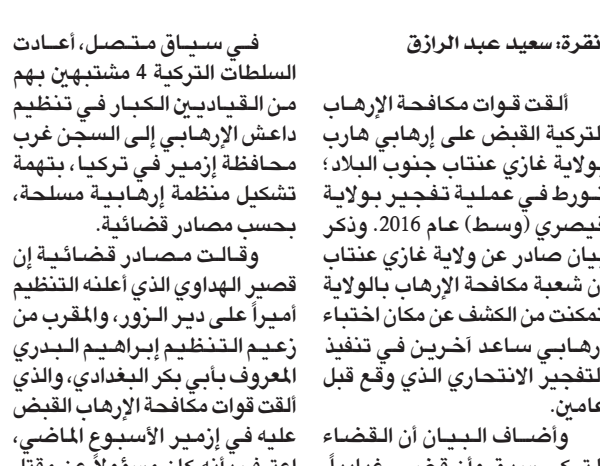 نقرة: سعيد عبد الرازق
ألقت قوات مكافحة الإرهاب
لتركية القبض على إرهابي هارب
بولاية غازي عنتاب جنوب البلاد؛
تورط في عملية تفجير بولاية
قيصري (وسط) عام 2016. وذكر
بيان صادر عن ولاية غازي عنتاب
ن شعبة مكافحة الإرهاب بالولاية
تمكنت من الكشف عن مكان اختباء
رهابي ساعد آخرين في تنفيذ
لتفجير الانتحاري الذي وقع قبل
عامين.
وأضاف البيان أن القضاء
في سياق متصل، أعادت
السلطات التركية 4 مشتبهين بهم
من القياديين الكبار في تنظيم
داعش الإرهابي إلى السجن غرب
محافظة إزمير في تركيا، بتهمة
تشكيل منظمة إرهابية مسلحة،
بحسب مصادر قضائية.
وقالت مصادر قضائية إن
قصير الهداوي الذي أعلنه التنظيم
أميراً على دير الزور، والمقرب من
زعيم التنظيم إبراهيم البدري
المعروف بأبي بكر البغدادي، والذي
ألقت قوات مكافحة الإرهاب القبض
عليه في إزمير الأسبوع الماضي،